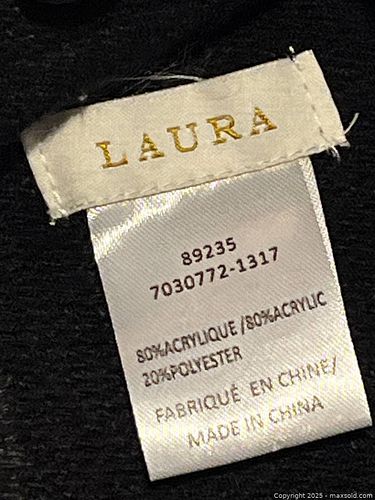 LAURA
89235
7030772-1317
80%ACRYLIQUE /80%ACRYLIC
20%POLYESTER
FABRIQUÉ EN CHINE/
MADE IN CHINA
Copyright 2025 - maxsold.com